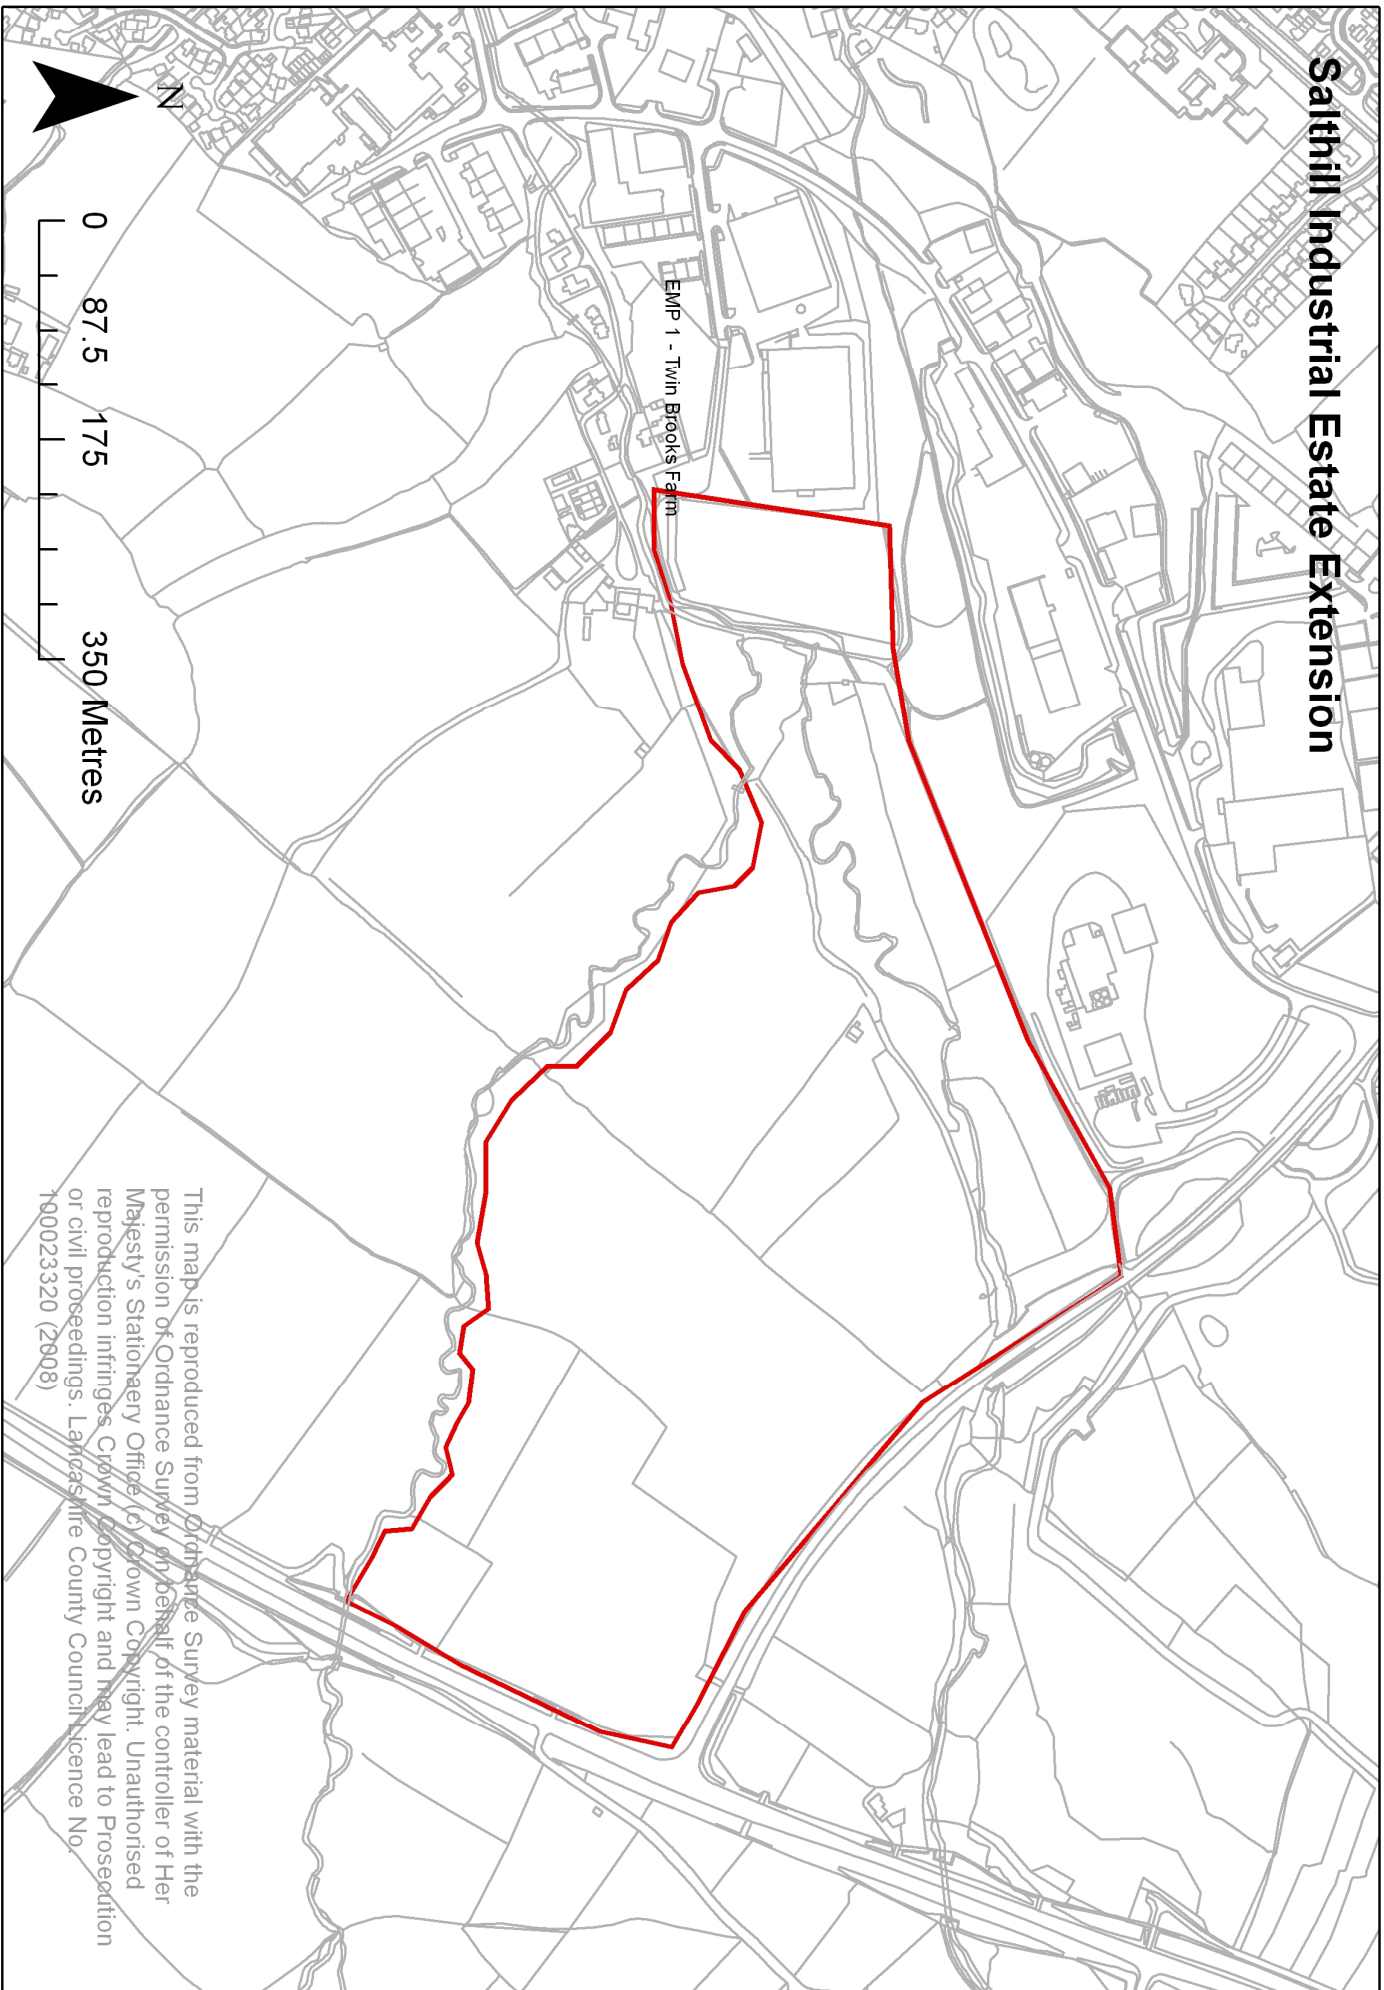 Salthill Industrial Estate Extension
EMP 1 - Twin Brooks Farm
N
0 87.5 175 350 Metres
This map is reproduced from Ordnance Survey material with the
permission of Ordnance Survey on behalf of the controller of Her
Majesty's Stationaery Office (c) Crown Copyright. Unauthorised
reproduction infringes Crown Copyright and may lead to Prosecution
or civil proceedings. Lancashire County Council Licence No.
100023320 (2008)